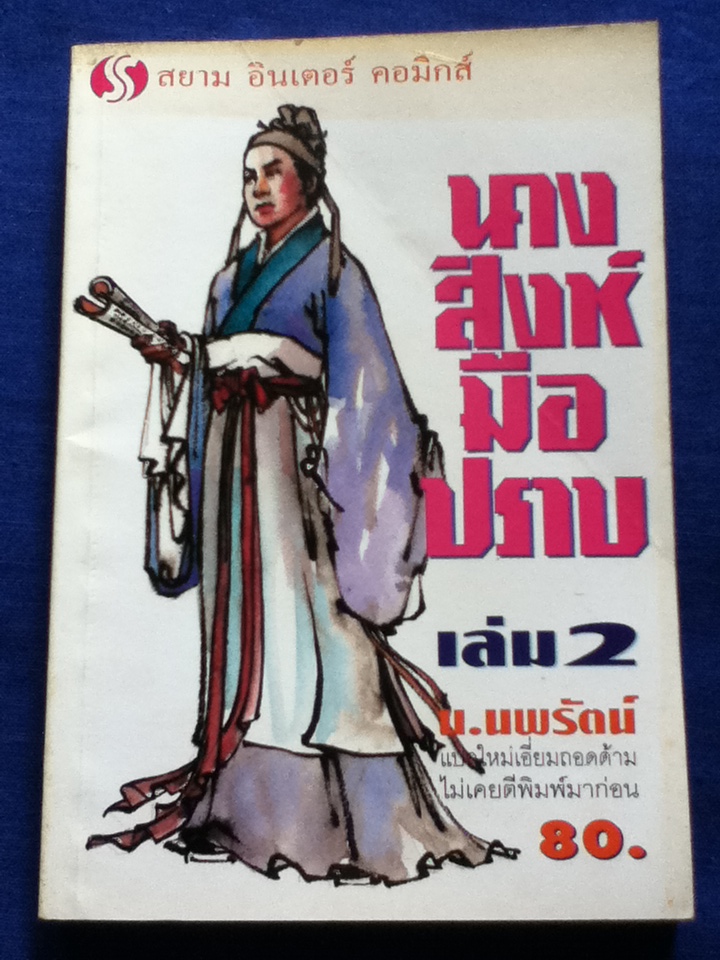 สยาม อินเตอร์ คอมิกส์
นาง
สิงห์
มือ
ปราบ
เล่ม 2
น.นพรัตน์
แปลใหม่เอี่ยมถอดด้าม
ไม่เคยตีพิมพ์มาก่อน
80.